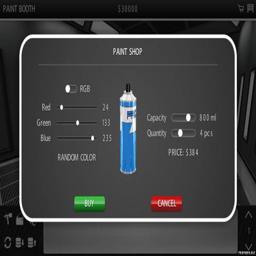 PAINT BOOTH
$30000
PAINT SHOP
RGB
Red 24
Green 133
Blue 235
RANDOM COLOR
Capacity 800 ml
Quantity 4 pcs
PRICE: $384
BUY
CANCEL